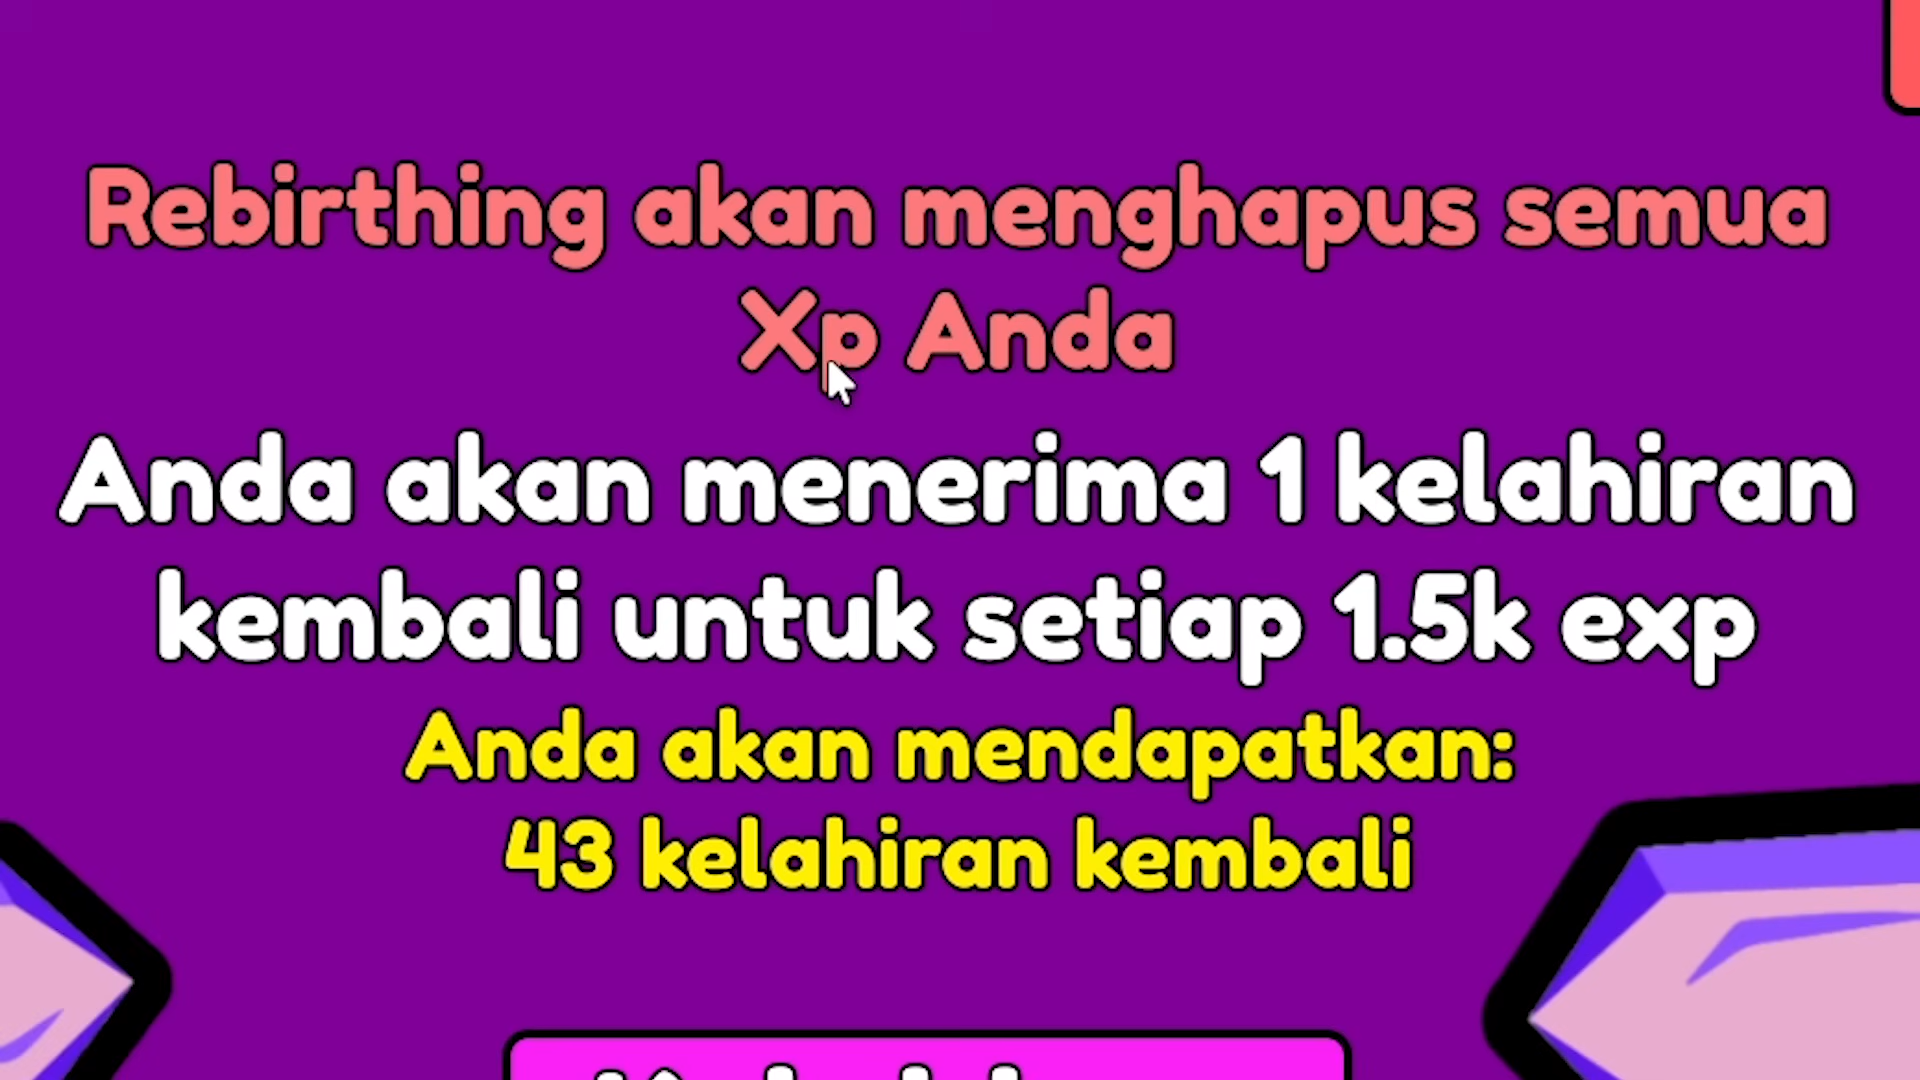 Rebirthing akan menghapus semua
Xp Anda
Anda akan menerima 1 kelahiran
kembali untuk setiap 1.5k exp
Anda akan mendapatkan:
43 kelahiran kembali